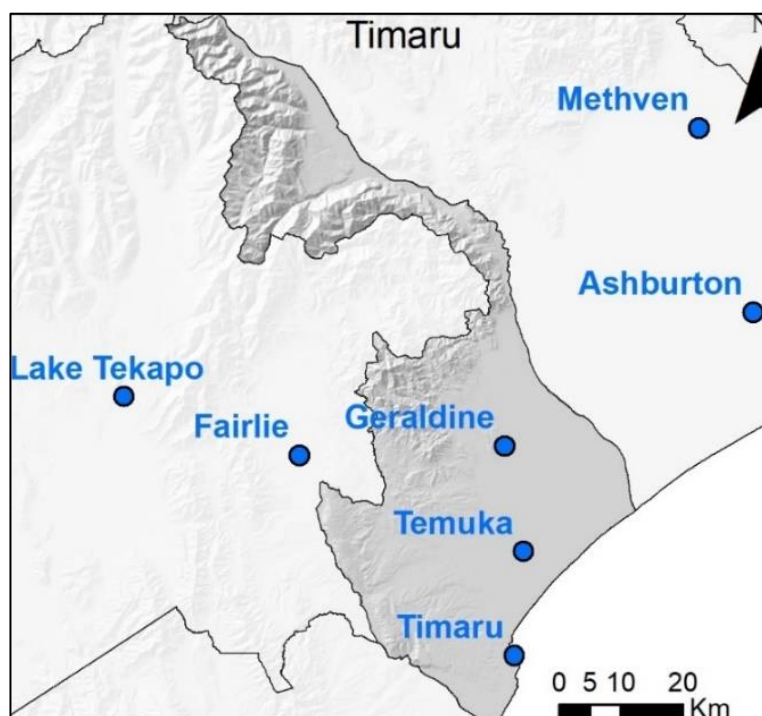 Timaru
Methven
Ashburton
Lake Tekapo
Geraldine
Fairlie
Temuka
Timaru
0 5 10 20
Km